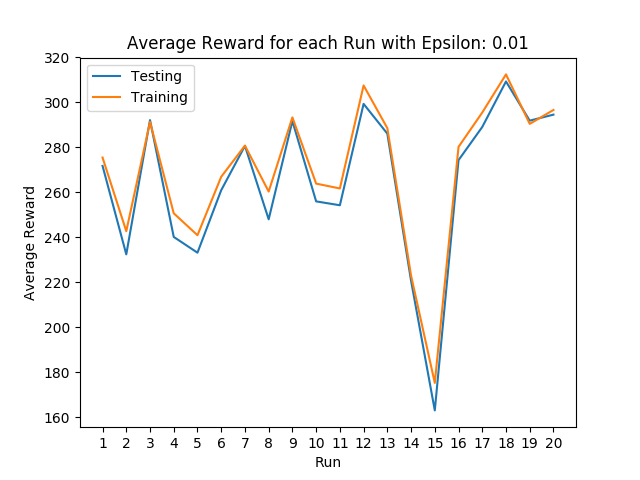 Average Reward for each Run with Epsilon: 0.01
Testing
Training
320
300
280
260
240
220
200
180
160
Average Reward
1 2 3 4 5 6 7 8 9 10 11 12 13 14 15 16 17 18 19 20
Run